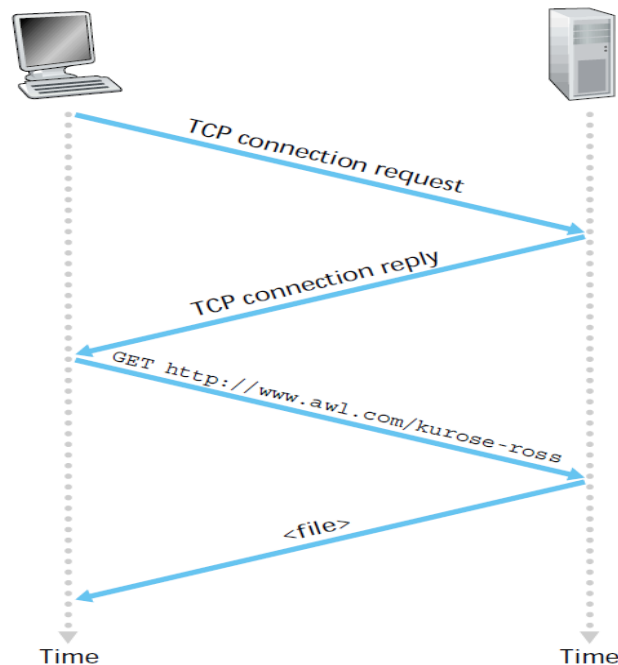 TCP connection request
TCP connection reply
GET http://www.awl.com/kurose-ross
<file>
Time
Time